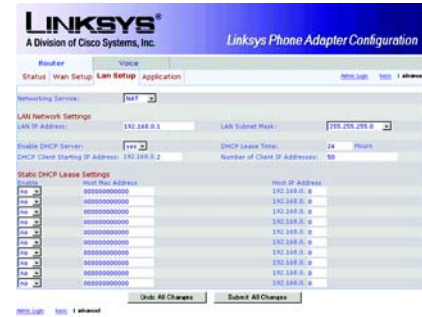 LINKSYS®
A Division of Cisco Systems, Inc.
Linksys Phone Adapter Configuration
Router Voice
Status Wan Setup Lan Setup Application
Admin Login basic | advanced
Networking Service: NAT
LAN Network Settings
LAN IP Address: 192.168.0.1 LAN Subnet Mask: 255.255.255.0
Enable DHCP Server: yes DHCP Lease Time: 24 Hours
DHCP Client Starting IP Address: 192.168.0.2 Number of Client IP Addresses: 50
Static DHCP Lease Settings
Enable Host Mac Address Host IP Address
no 000000000000 192.168.0. 0
no 000000000000 192.168.0. 0
no 000000000000 192.168.0. 0
no 000000000000 192.168.0. 0
no 000000000000 192.168.0. 0
no 000000000000 192.168.0. 0
no 000000000000 192.168.0. 0
no 000000000000 192.168.0. 0
no 000000000000 192.168.0. 0
Undo All Changes Submit All Changes
Admin Login basic | advanced